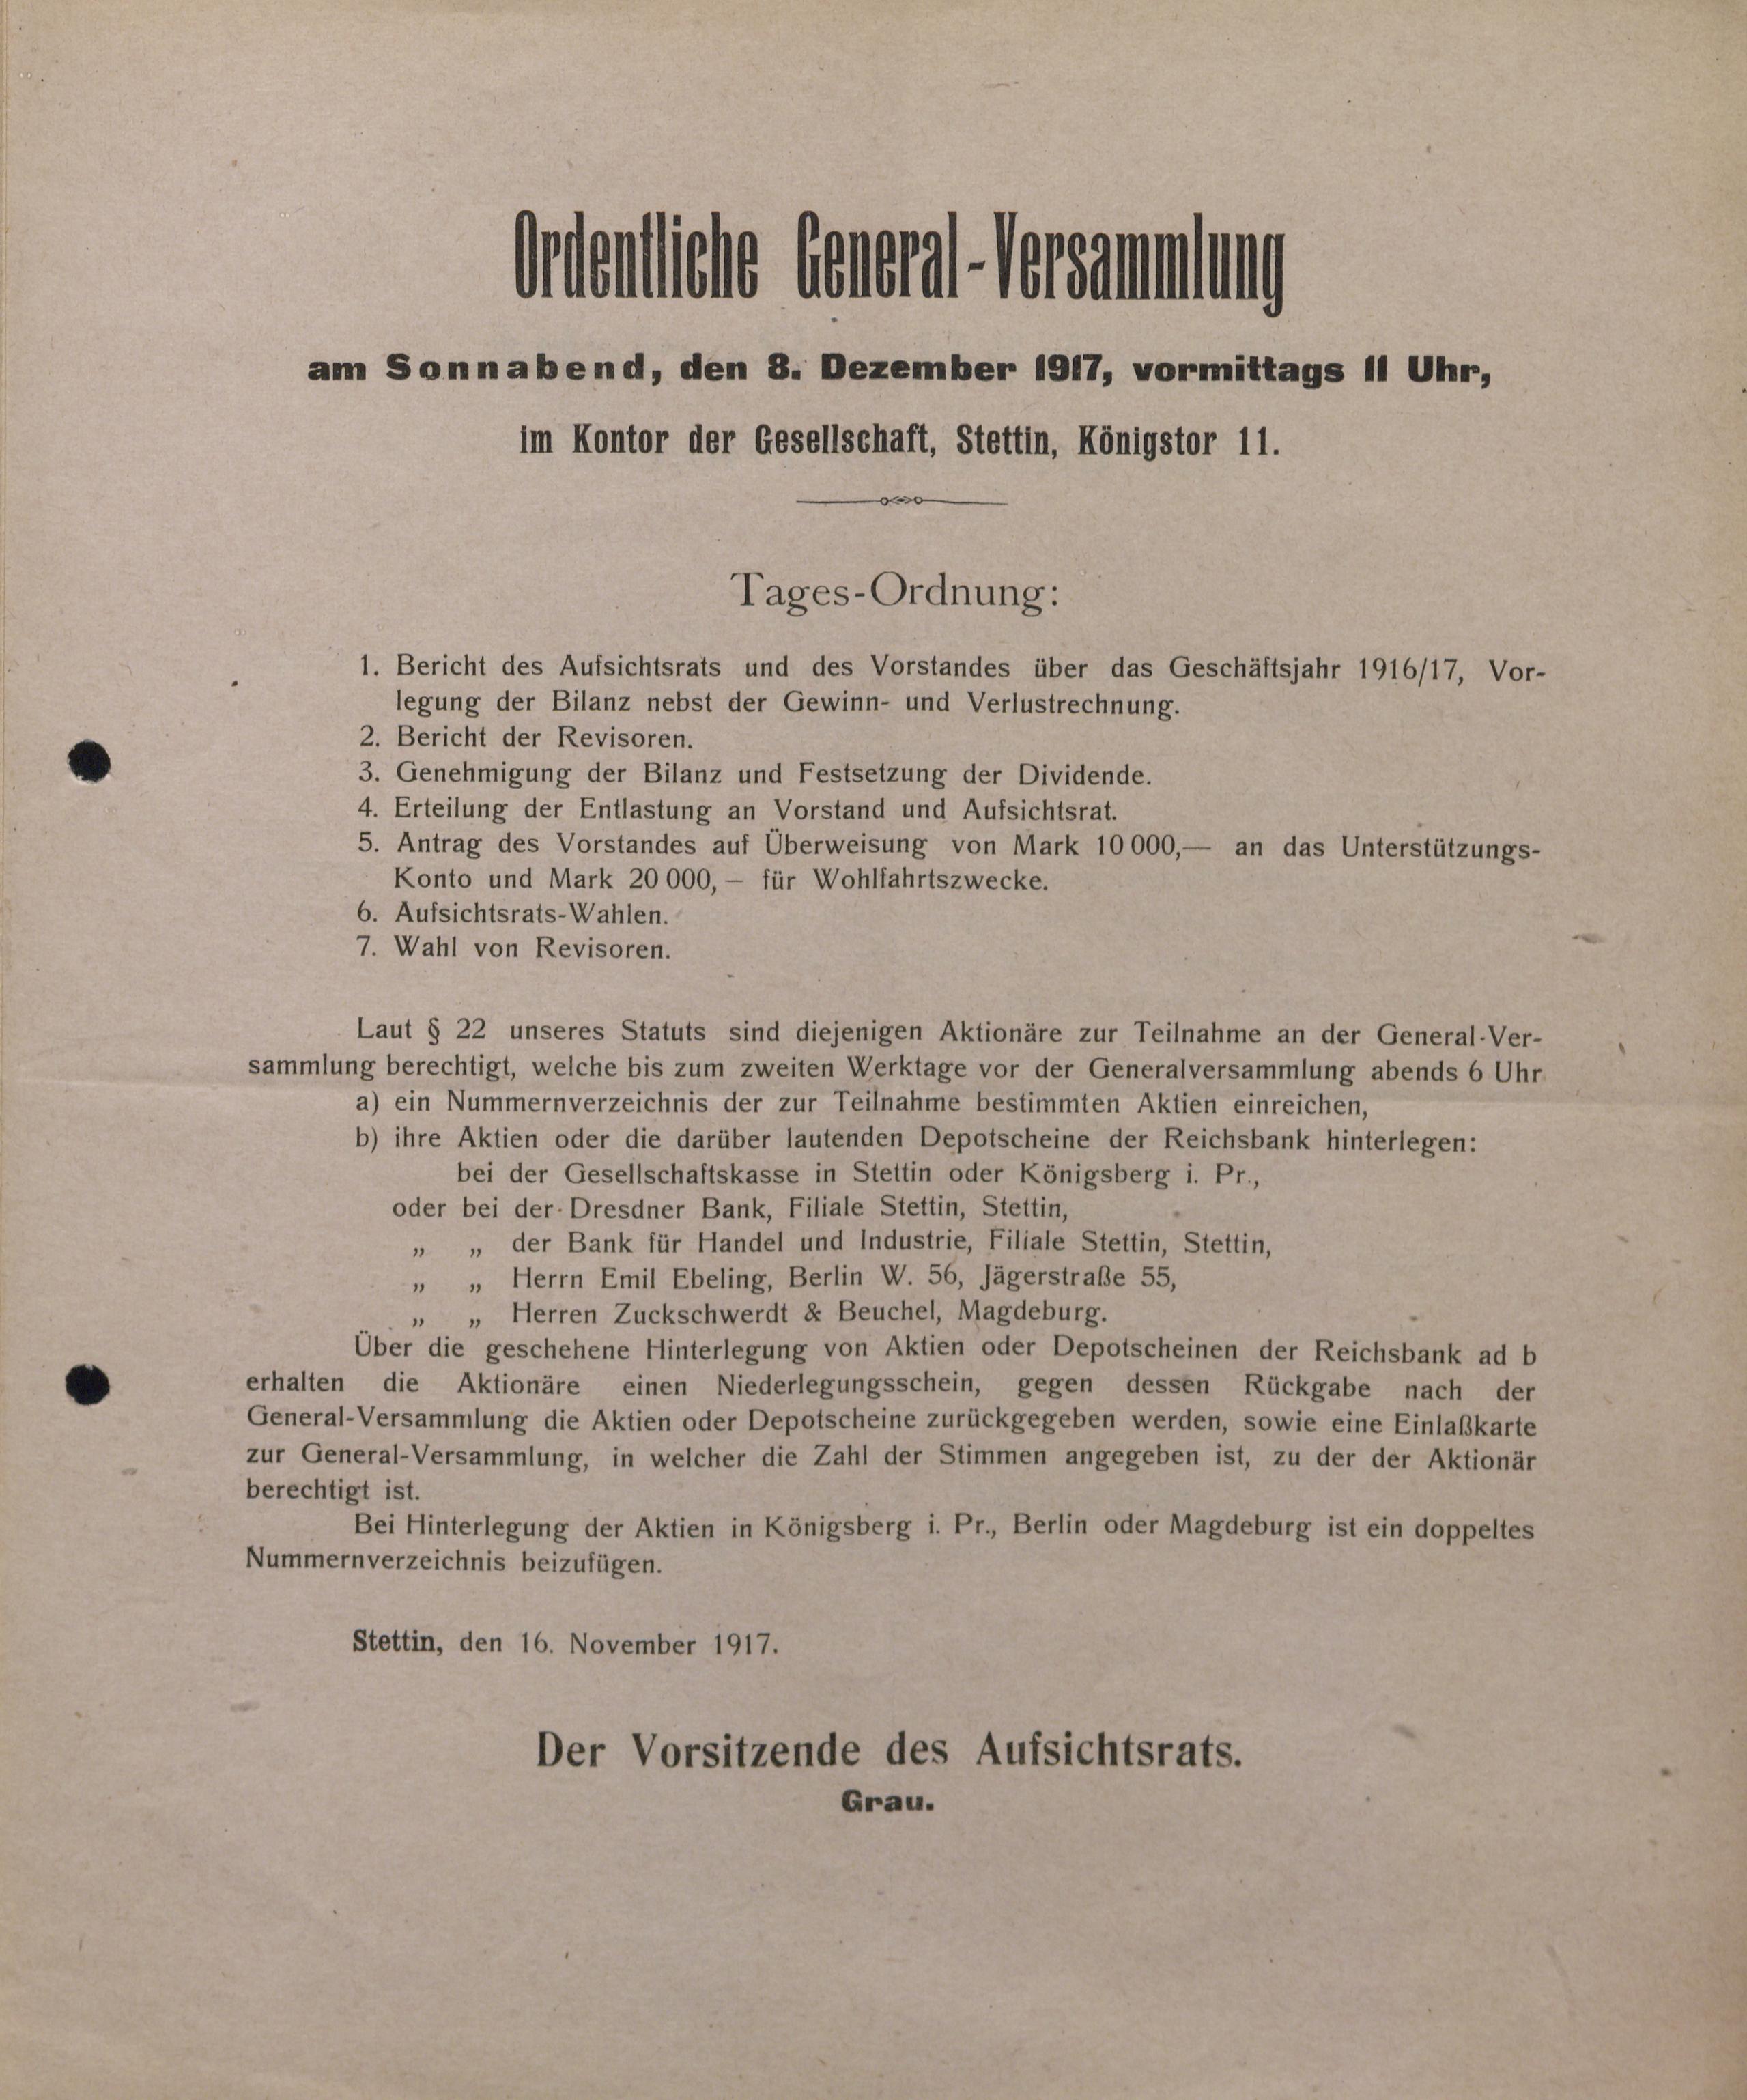 Ordentliche General-Versammlung
am Sonnabend, den 8. Dezember 1917, vormittags 11 Uhr,
im Kontor der Gesellschaft, Stettin, Königstor 11.
Tages-Ordnung:
1. Bericht des Aufsichtsrats und des Vorstandes über das Geschäftsjahr 1916/17, Vor-
legung der Bilanz nebst der Gewinn- und Verlustrechnung.
2. Bericht der Revisoren.
3. Genehmigung der Bilanz und Festsetzung der Dividende.
4. Erteilung der Entlastung an Vorstand und Aufsichtsrat.
5. Antrag des Vorstandes auf Überweisung von Mark 10 000,— an das Unterstützungs-
Konto und Mark 20 000,– für Wohlfahrtszwecke.
6. Aufsichtsrats-Wahlen.
7. Wahl von Revisoren.
Laut § 22 unseres Statuts sind diejenigen Aktionäre zur Teilnahme an der General-Ver-
sammlung berechtigt, welche bis zum zweiten Werktage vor der Generalversammlung abends 6 Uhr
a) ein Nummernverzeichnis der zur Teilnahme bestimmten Aktien einreichen,
b) ihre Aktien oder die darüber lautenden Depotscheine der Reichsbank hinterlegen:
bei der Gesellschaftskasse in Stettin oder Königsberg i. Pr.,
oder bei der Dresdner Bank, Filiale Stettin, Stettin,
„ „ der Bank für Handel und Industrie, Filiale Stettin, Stettin,
„ „ Herrn Emil Ebeling, Berlin W. 56, Jägerstraße 55,
„ „ Herren Zuckschwerdt & Beuchel, Magdeburg.
Über die geschehene Hinterlegung von Aktien oder Depotscheinen der Reichsbank ad b
erhalten die Aktionäre einen Niederlegungsschein, gegen dessen Rückgabe nach der
General-Versammlung die Aktien oder Depotscheine zurückgegeben werden, sowie eine Einlaßkarte
zur General-Versammlung, in welcher die Zahl der Stimmen angegeben ist, zu der der Aktionär
berechtigt ist.
Bei Hinterlegung der Aktien in Königsberg i. Pr., Berlin oder Magdeburg ist ein doppeltes
Nummernverzeichnis beizufügen.
Stettin, den 16. November 1917.
Der Vorsitzende des Aufsichtsrats.
Grau.